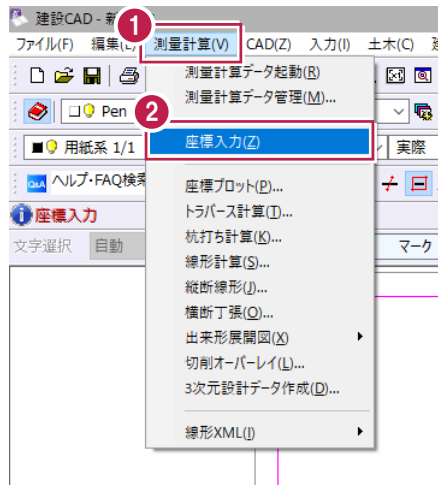 建設CAD - 新
1
ファイル(F) 編集(E) 測量計算(V) CAD(Z) 入力(I) 土木(C)
測量計算データ起動(R)
測量計算データ管理(M)...
Pen
2
座標入力(Z)
用紙系 1/1
実際
Q&A ヘルプ・FAQ検索
座標プロット(P)...
トラバース計算(T)...
座標入力
杭打ち計算(K)...
文字選択 自動
マーク
線形計算(S)...
縦断線形(J)...
横断丁張(O)...
出来形展開図(X)
切削オーバーレイ(L)...
3次元設計データ作成(D)...
線形XML(I)